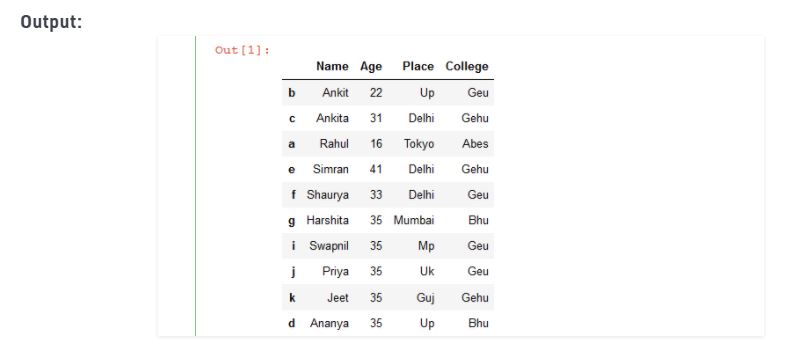 Output:
Out[1]:
Name Age Place College
b Ankit 22 Up Geu
c Ankita 31 Delhi Gehu
a Rahul 16 Tokyo Abes
e Simran 41 Delhi Gehu
f Shaurya 33 Delhi Geu
g Harshita 35 Mumbai Bhu
i Swapnil 35 Mp Geu
j Priya 35 Uk Geu
k Jeet 35 Guj Gehu
d Ananya 35 Up Bhu